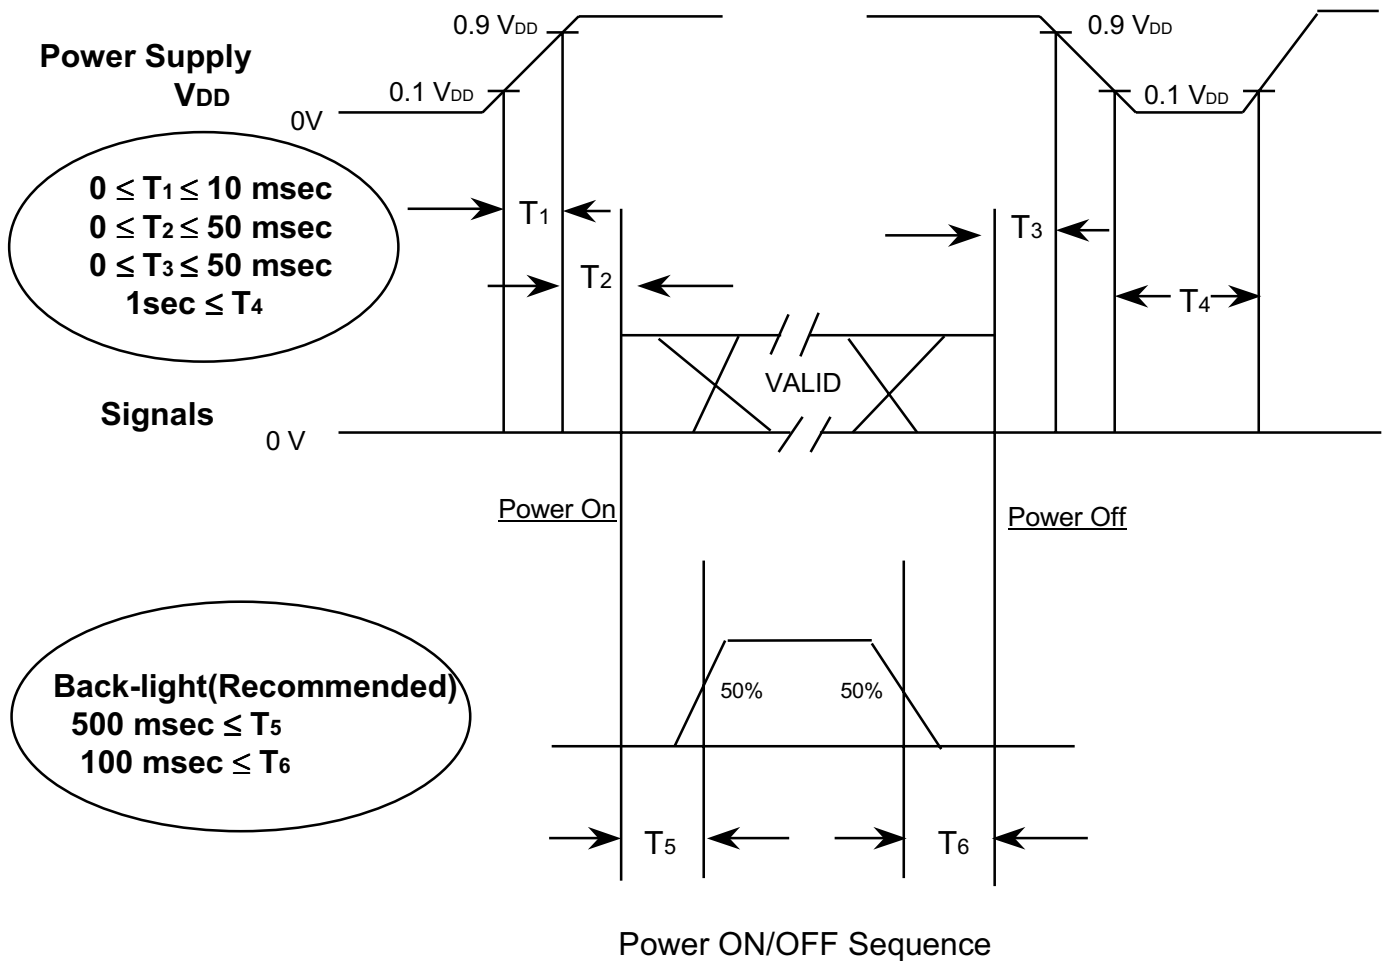 0.9 VDD
0.9 VDD
Power Supply
VDD
0.1 VDD
0.1 VDD
0V
0 ≤ T1 ≤ 10 msec
0 ≤ T2 ≤ 50 msec
0 ≤ T3 ≤ 50 msec
1sec ≤ T4
T1
T3
T2
T4
VALID
Signals
0 V
Power On
Power Off
Back-light(Recommended)
500 msec ≤ T5
100 msec ≤ T6
50%
50%
T5
T6
Power ON/OFF Sequence